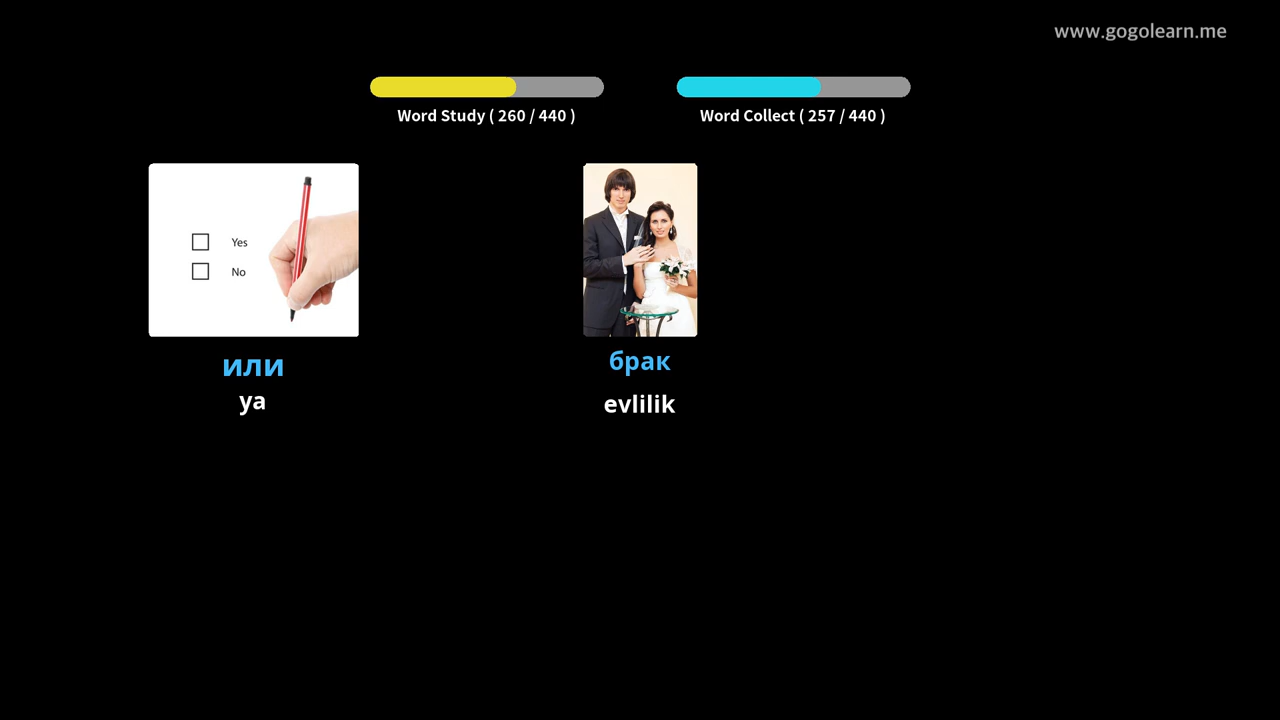 www.gogolearn.me
Word Study ( 260 / 440 )
Word Collect ( 257 / 440 )
Yes
No
или
ya
брак
evlilik